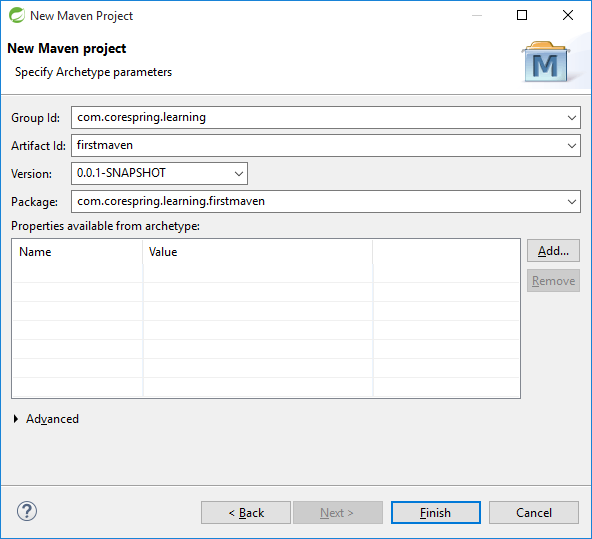 New Maven Project
New Maven project
Specify Archetype parameters
M
Group Id: com.corespring.learning
Artifact Id: firstmaven
Version: 0.0.1-SNAPSHOT
Package: com.corespring.learning.firstmaven
Properties available from archetype:
Name Value
Add...
Remove
Advanced
? < Back Next > Finish Cancel